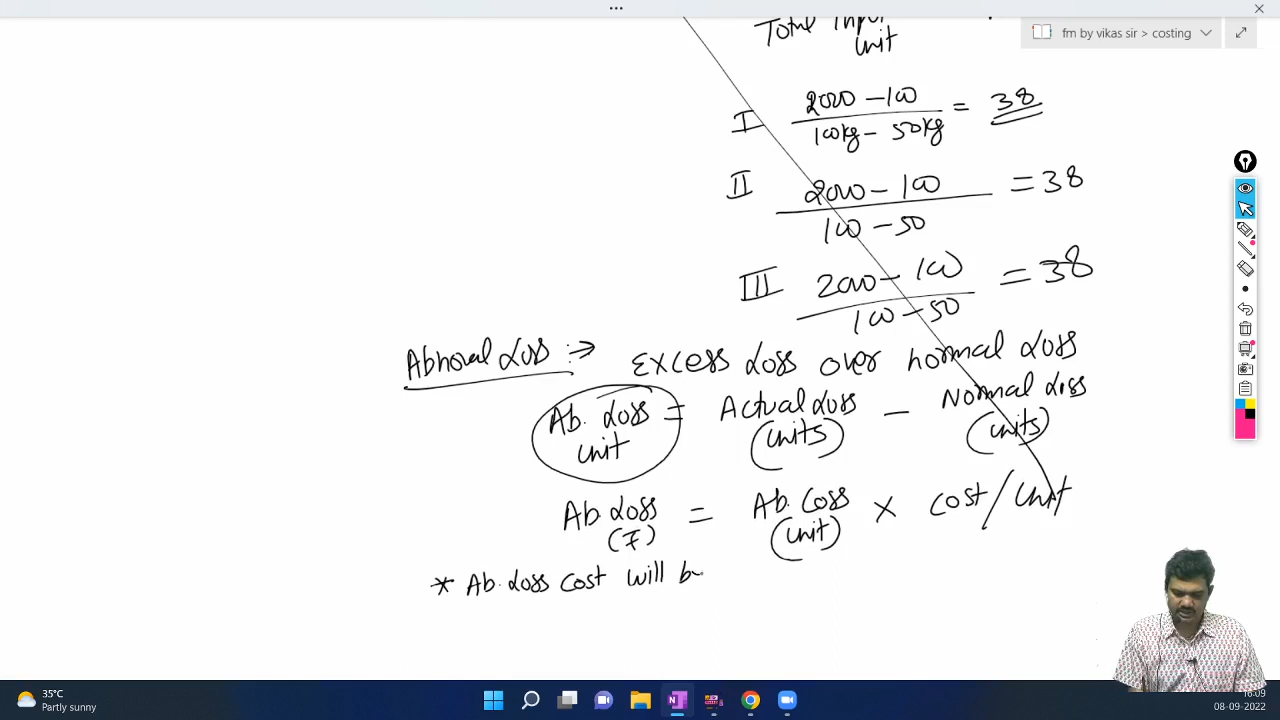 Total Input
unit
fm by vikas sir > costing
I 2000 - 100 = 38
100kg - 50kg
II 2000 - 100 = 38
100 - 50
III 2000 - 100 = 38
100 - 50
Abnoral Loss :⇒ Excess Loss over normal Loss
Ab. Loss unit = Actual Loss (units) - Normal Loss (units)
Ab. Loss (₹) = Ab. Loss (unit) × Cost/unit
* Ab. Loss cost will be
35°C
Partly sunny
16:09
08-09-2022